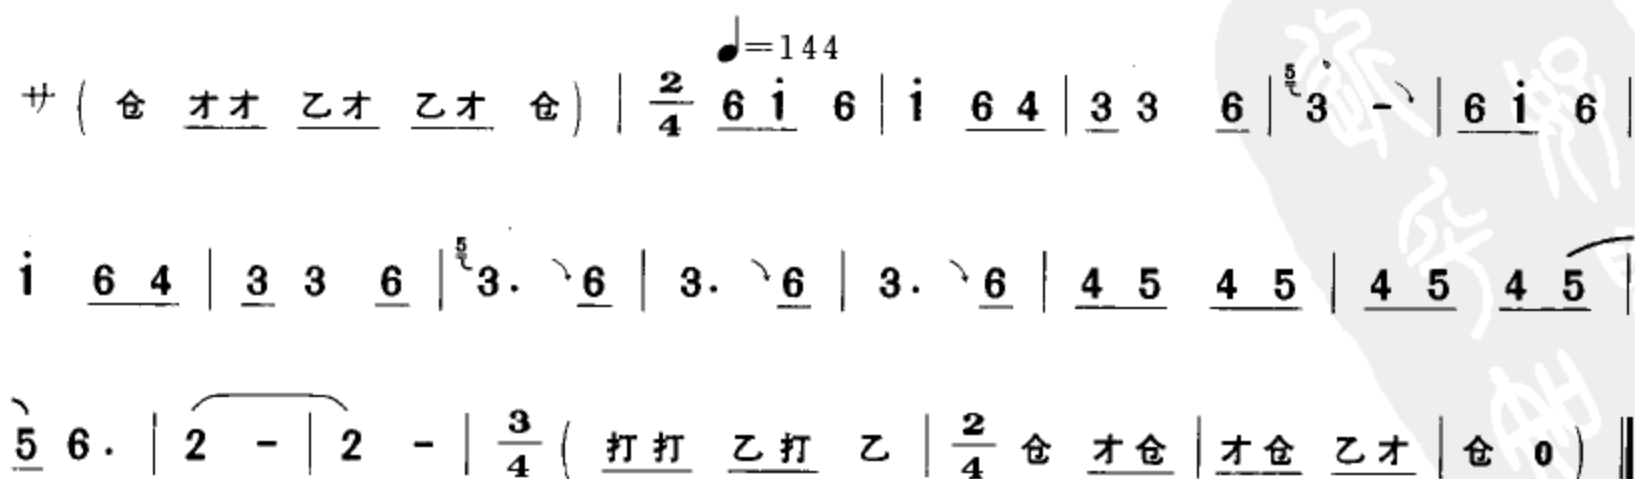 ♩=144
サ ( 仓 才才 乙才 乙才 仓 ) | 2/4 6 i 6 | i 6 4 | 3 3 6 | 5 3 - | 6 i 6 |
i 6 4 | 3 3 6 | 5 3. 6 | 3. 6 | 3. 6 | 4 5 4 5 | 4 5 4 5 |
5 6. | 2 - | 2 - | 3/4 ( 打打 乙打 乙 | 2/4 仓 才仓 | 才仓 乙才 | 仓 0 ) ‖